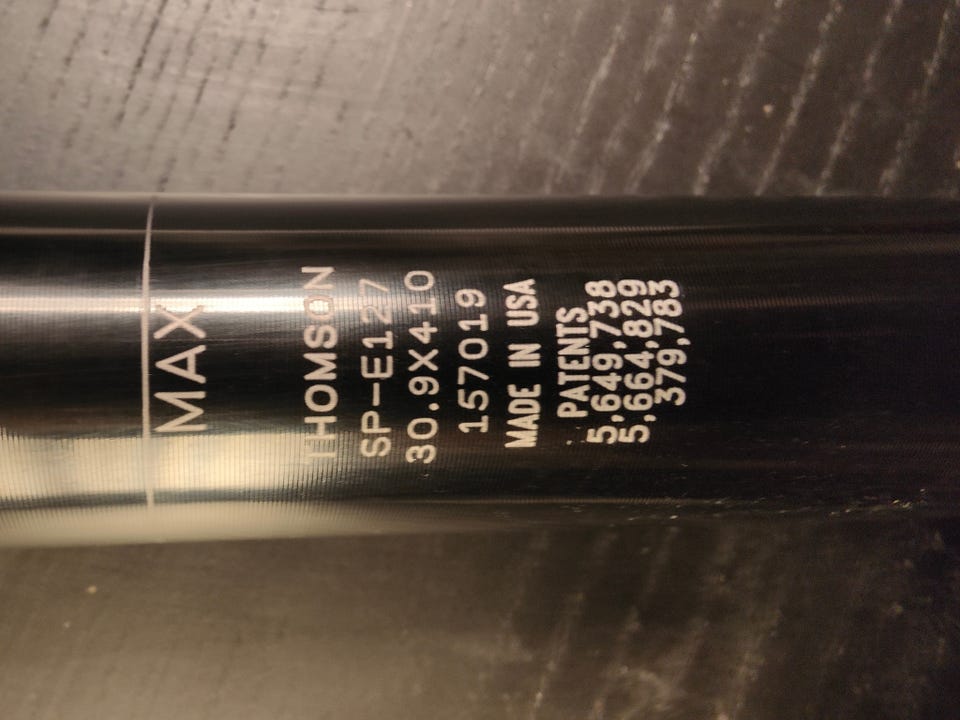 MAX
THOMSON
SP-E127
30.9X410
157019
MADE IN USA
PATENTS
5,649,738
5,664,829
379,783